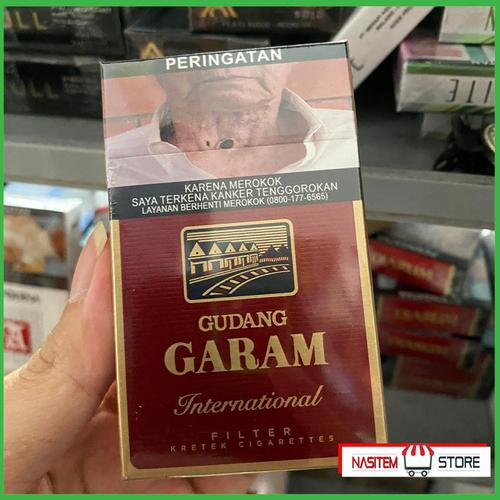 PERINGATAN
KARENA MEROKOK
SAYA TERKENA KANKER TENGGOROKAN
LAYANAN BERHENTI MEROKOK (0800-177-6565)
GUDANG
GARAM
International
FILTER
KRETEK CIGARETTES
NASITEM STORE